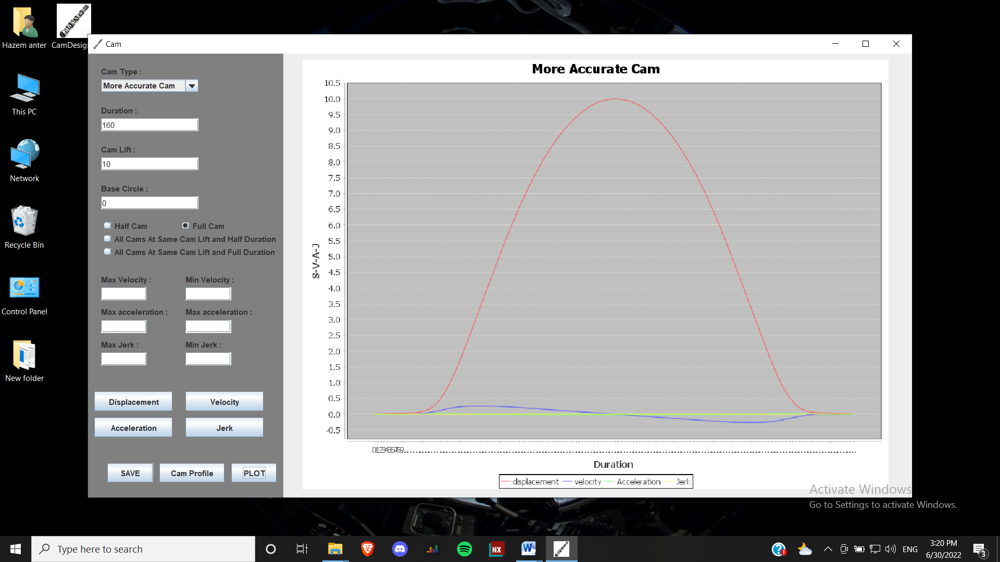 Hazem anter
CamDesig
This PC
Network
Recycle Bin
Control Panel
New folder
Cam
Cam Type :
More Accurate Cam
Duration :
160
Cam Lift :
10
Base Circle :
0
Half Cam
Full Cam
All Cams At Same Cam Lift and Half Duration
All Cams At Same Cam Lift and Full Duration
Max Velocity :
Min Velocity :
Max acceleration :
Max acceleration :
Max Jerk :
Min Jerk :
Displacement
Velocity
Acceleration
Jerk
SAVE
Cam Profile
PLOT
More Accurate Cam
10.5
10.0
9.5
9.0
8.5
8.0
7.5
7.0
6.5
6.0
5.5
5.0
4.5
4.0
3.5
3.0
2.5
2.0
1.5
1.0
0.5
0.0
-0.5
S-V-A-J
0123456789
Duration
displacement velocity Acceleration Jerk
Activate Windows
Go to Settings to activate Windows.
Type here to search
NX
W
ENG
3:20 PM
6/30/2022
3